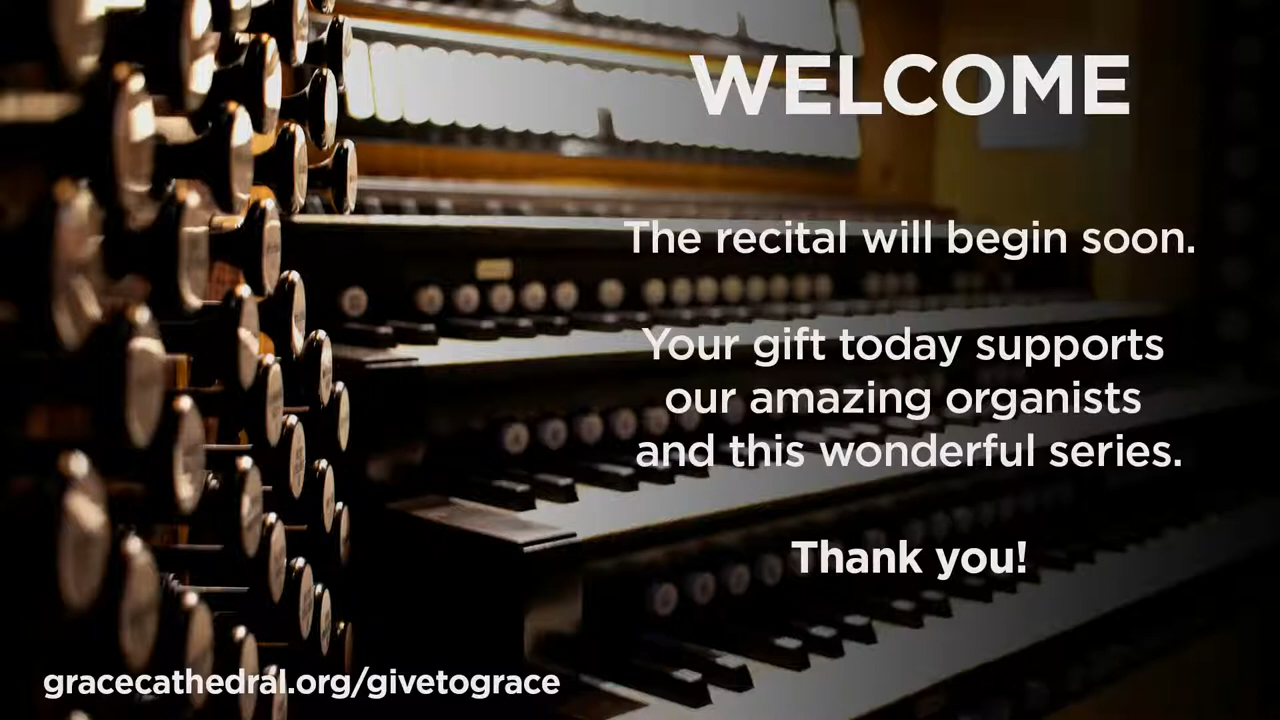 WELCOME
The recital will begin soon.
Your gift today supports
our amazing organists
and this wonderful series.
Thank you!
gracecathedral.org/givetograce